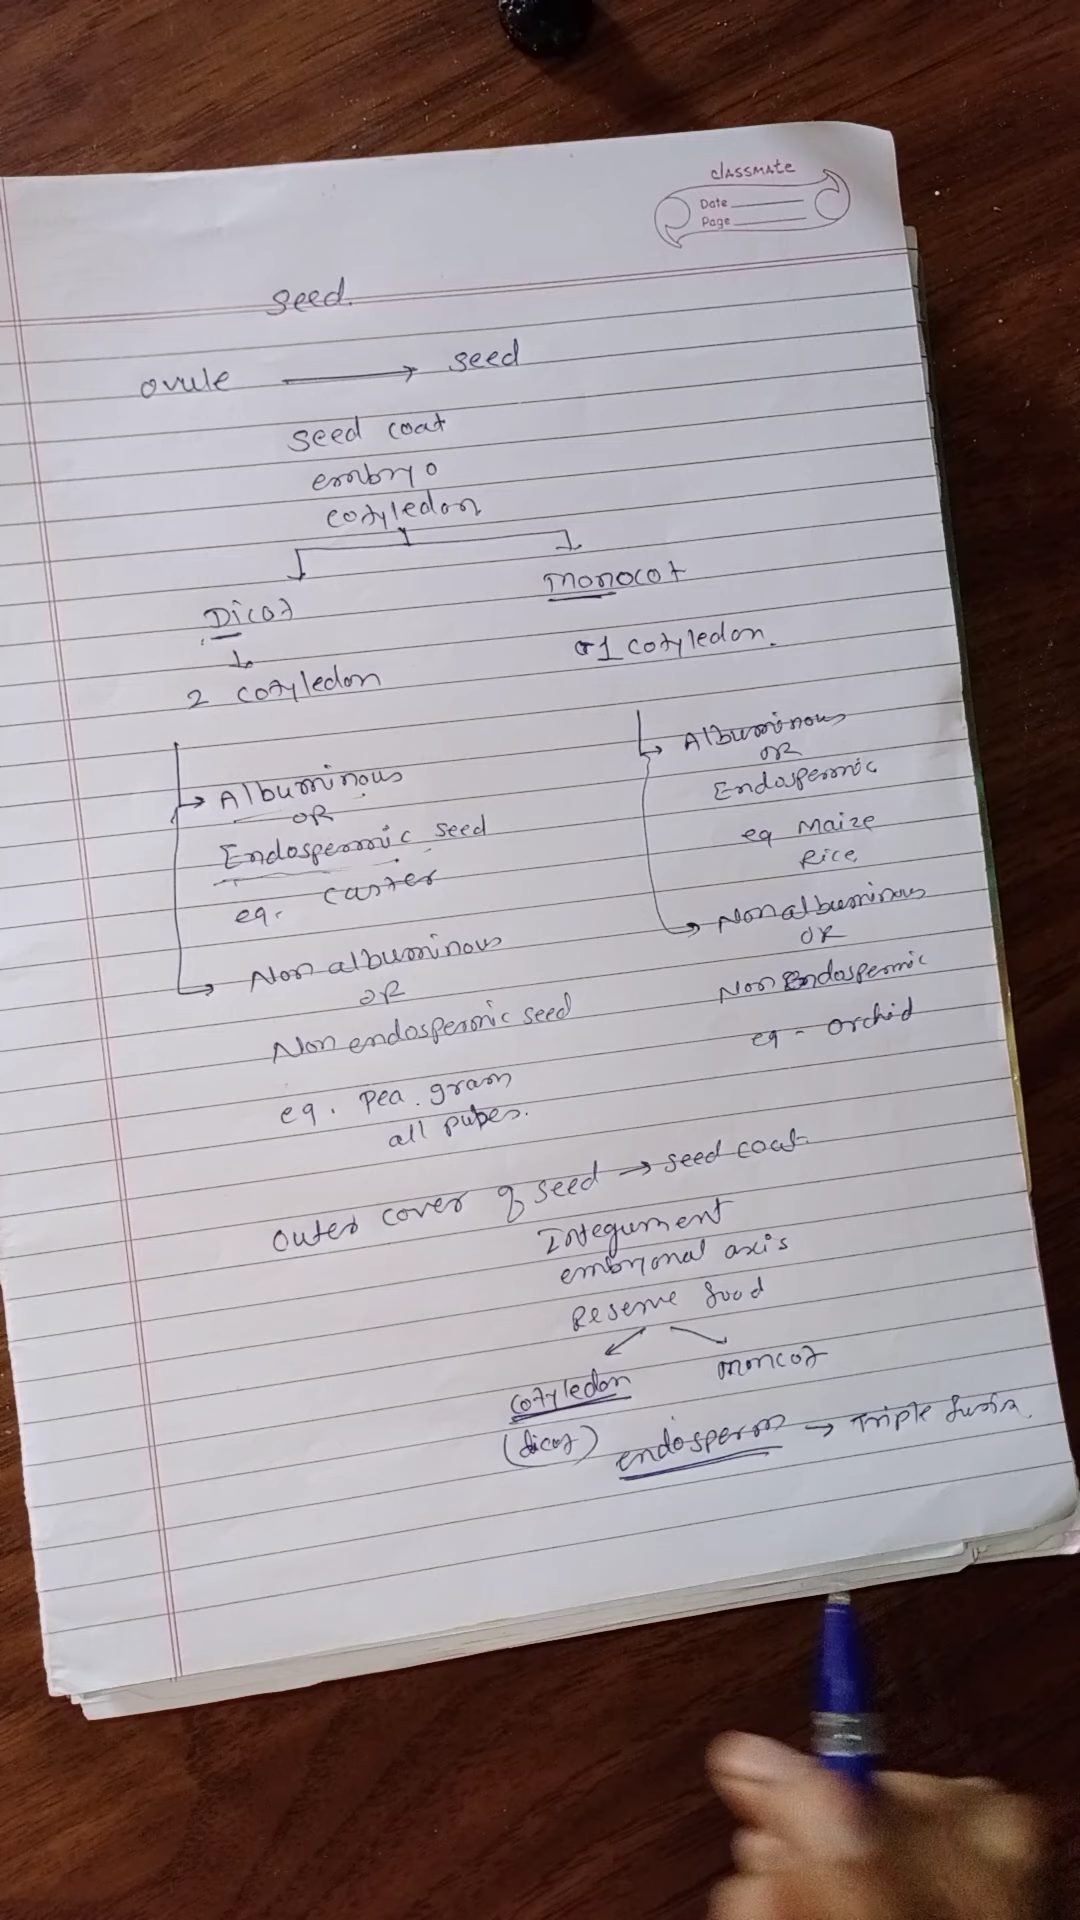 classmate
Date
Page
Seed.
ovule → seed
seed coat
embryo
cotyledon
Dicot
Monocot
2 cotyledon
1 cotyledon.
Albuminous
OR
Endospermic seed
eg. caster
Non albuminous
OR
Non endospermic seed
eg. Pea. gram
all pulses.
Albuminous
OR
Endospermic
eg Maize
Rice
Non albuminous
OR
Non Endospermic
eg - orchid
outer cover of seed → seed coat.
Integument
embryonal axis
Reserve food
cotyledon
(dicot)
moncot
endosperm → Triple fusion.